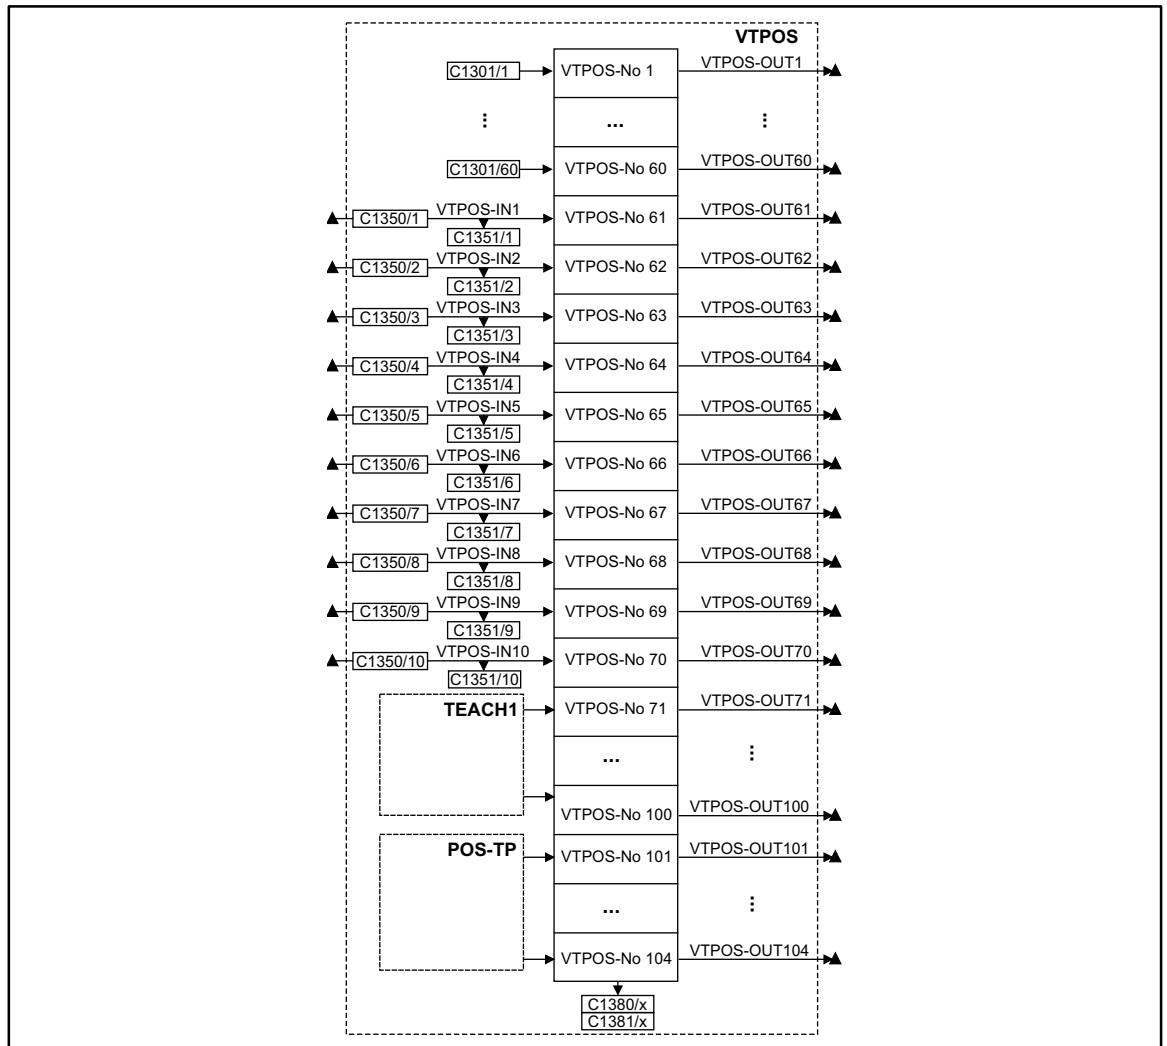 VTPOS
C1301/1 VTPOS-No 1 VTPOS-OUT1
... ... ...
C1301/60 VTPOS-No 60 VTPOS-OUT60
C1350/1 VTPOS-IN1 VTPOS-No 61 VTPOS-OUT61
C1351/1
C1350/2 VTPOS-IN2 VTPOS-No 62 VTPOS-OUT62
C1351/2
C1350/3 VTPOS-IN3 VTPOS-No 63 VTPOS-OUT63
C1351/3
C1350/4 VTPOS-IN4 VTPOS-No 64 VTPOS-OUT64
C1351/4
C1350/5 VTPOS-IN5 VTPOS-No 65 VTPOS-OUT65
C1351/5
C1350/6 VTPOS-IN6 VTPOS-No 66 VTPOS-OUT66
C1351/6
C1350/7 VTPOS-IN7 VTPOS-No 67 VTPOS-OUT67
C1351/7
C1350/8 VTPOS-IN8 VTPOS-No 68 VTPOS-OUT68
C1351/8
C1350/9 VTPOS-IN9 VTPOS-No 69 VTPOS-OUT69
C1351/9
C1350/10 VTPOS-IN10 VTPOS-No 70 VTPOS-OUT70
C1351/10
TEACH1 VTPOS-No 71 VTPOS-OUT71
... ...
VTPOS-No 100 VTPOS-OUT100
POS-TP VTPOS-No 101 VTPOS-OUT101
... ...
VTPOS-No 104 VTPOS-OUT104
C1380/x
C1381/x